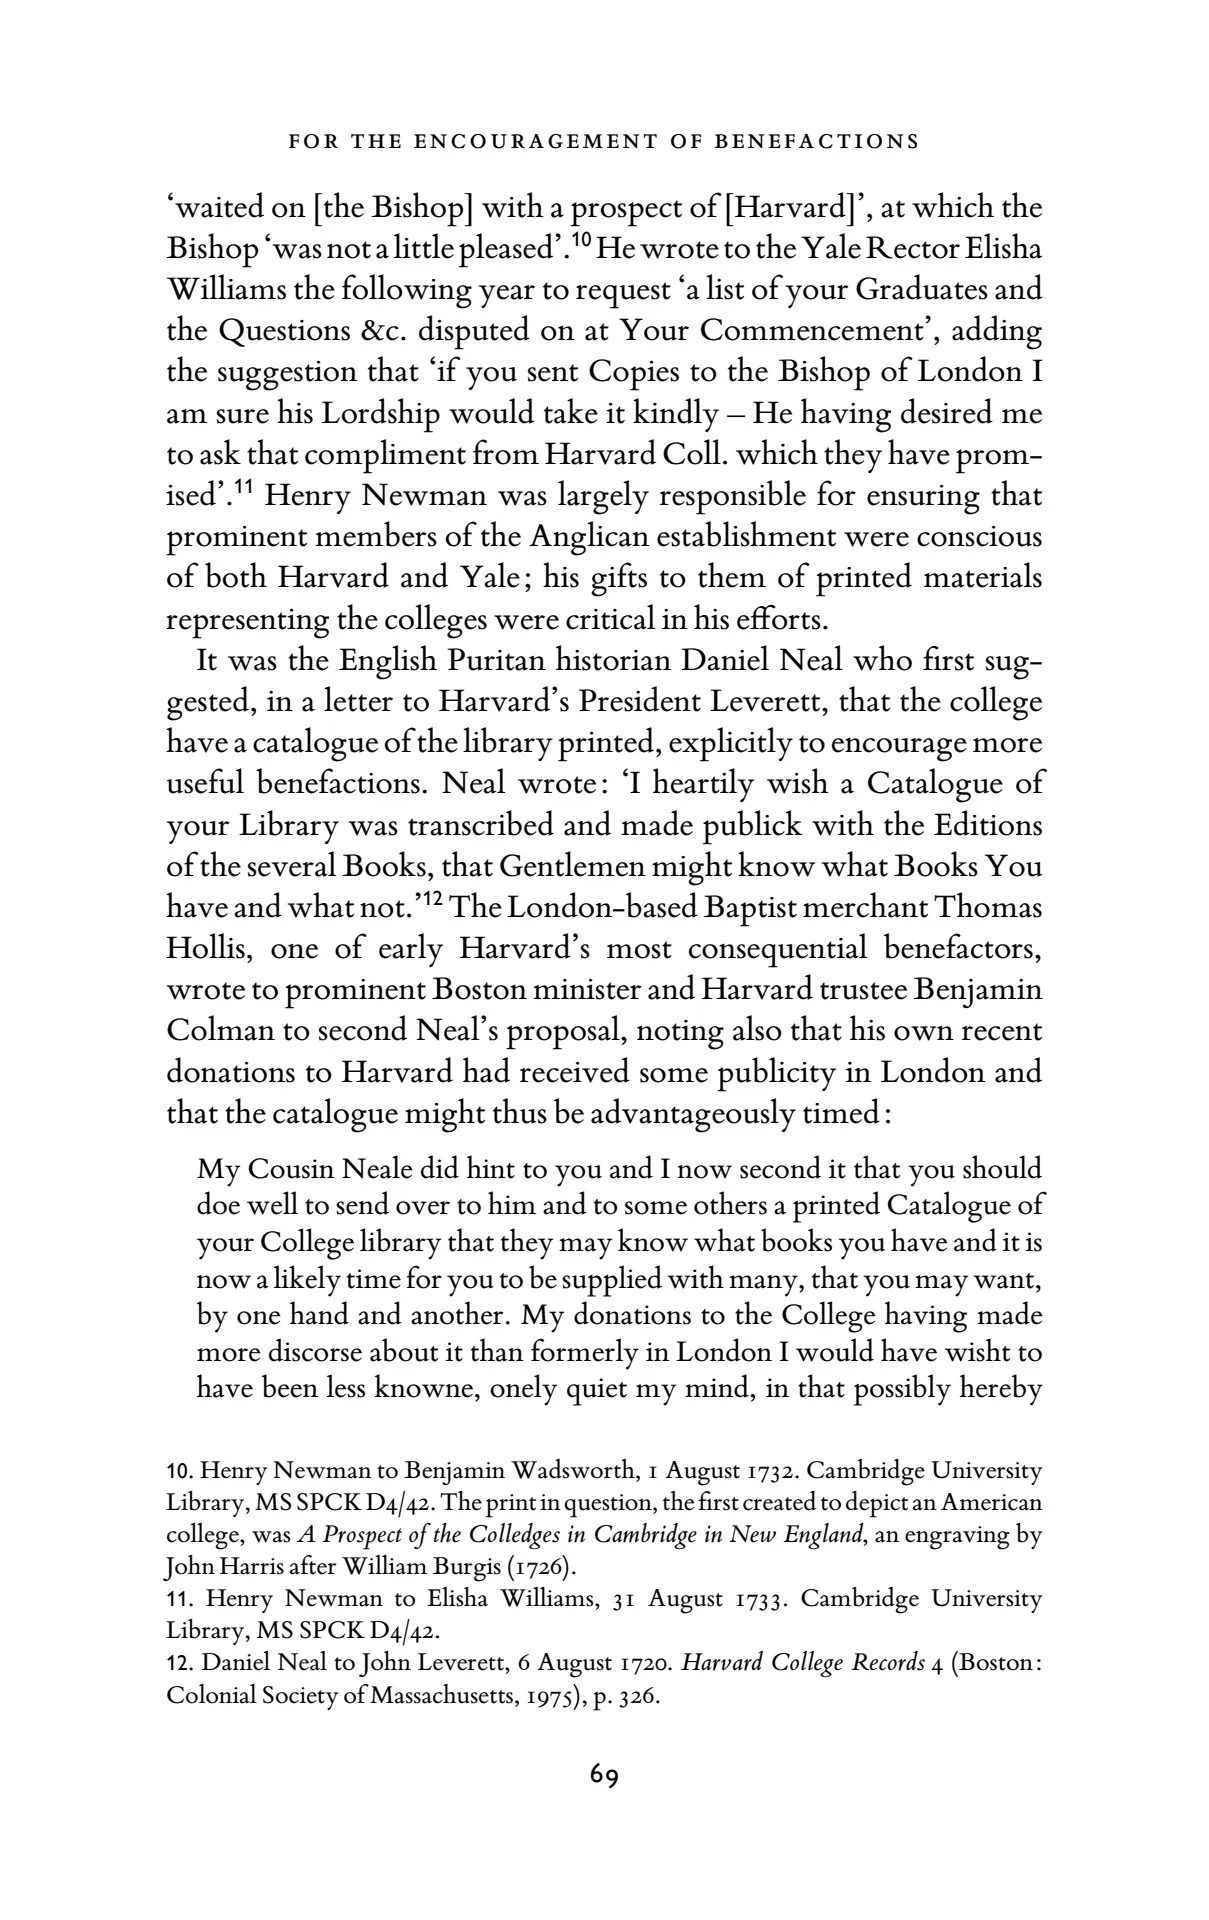 FOR THE ENCOURAGEMENT OF BENEFACTIONS
‘waited on [the Bishop] with a prospect of [Harvard]’, at which the
Bishop ‘was not a little pleased’.10 He wrote to the Yale Rector Elisha
Williams the following year to request ‘a list of your Graduates and
the Questions &c. disputed on at Your Commencement’, adding
the suggestion that ‘if you sent Copies to the Bishop of London I
am sure his Lordship would take it kindly – He having desired me
to ask that compliment from Harvard Coll. which they have prom-
ised’.11 Henry Newman was largely responsible for ensuring that
prominent members of the Anglican establishment were conscious
of both Harvard and Yale; his gifts to them of printed materials
representing the colleges were critical in his efforts.
It was the English Puritan historian Daniel Neal who first sug-
gested, in a letter to Harvard’s President Leverett, that the college
have a catalogue of the library printed, explicitly to encourage more
useful benefactions. Neal wrote: ‘I heartily wish a Catalogue of
your Library was transcribed and made publick with the Editions
of the several Books, that Gentlemen might know what Books You
have and what not.’12 The London-based Baptist merchant Thomas
Hollis, one of early Harvard’s most consequential benefactors,
wrote to prominent Boston minister and Harvard trustee Benjamin
Colman to second Neal’s proposal, noting also that his own recent
donations to Harvard had received some publicity in London and
that the catalogue might thus be advantageously timed:
My Cousin Neale did hint to you and I now second it that you should
doe well to send over to him and to some others a printed Catalogue of
your College library that they may know what books you have and it is
now a likely time for you to be supplied with many, that you may want,
by one hand and another. My donations to the College having made
more discorse about it than formerly in London I would have wisht to
have been less knowne, onely quiet my mind, in that possibly hereby
10. Henry Newman to Benjamin Wadsworth, 1 August 1732. Cambridge University
Library, MS SPCK D4/42. The print in question, the first created to depict an American
college, was A Prospect of the Colledges in Cambridge in New England, an engraving by
John Harris after William Burgis (1726).
11. Henry Newman to Elisha Williams, 31 August 1733. Cambridge University
Library, MS SPCK D4/42.
12. Daniel Neal to John Leverett, 6 August 1720. Harvard College Records 4 (Boston:
Colonial Society of Massachusetts, 1975), p. 326.
69